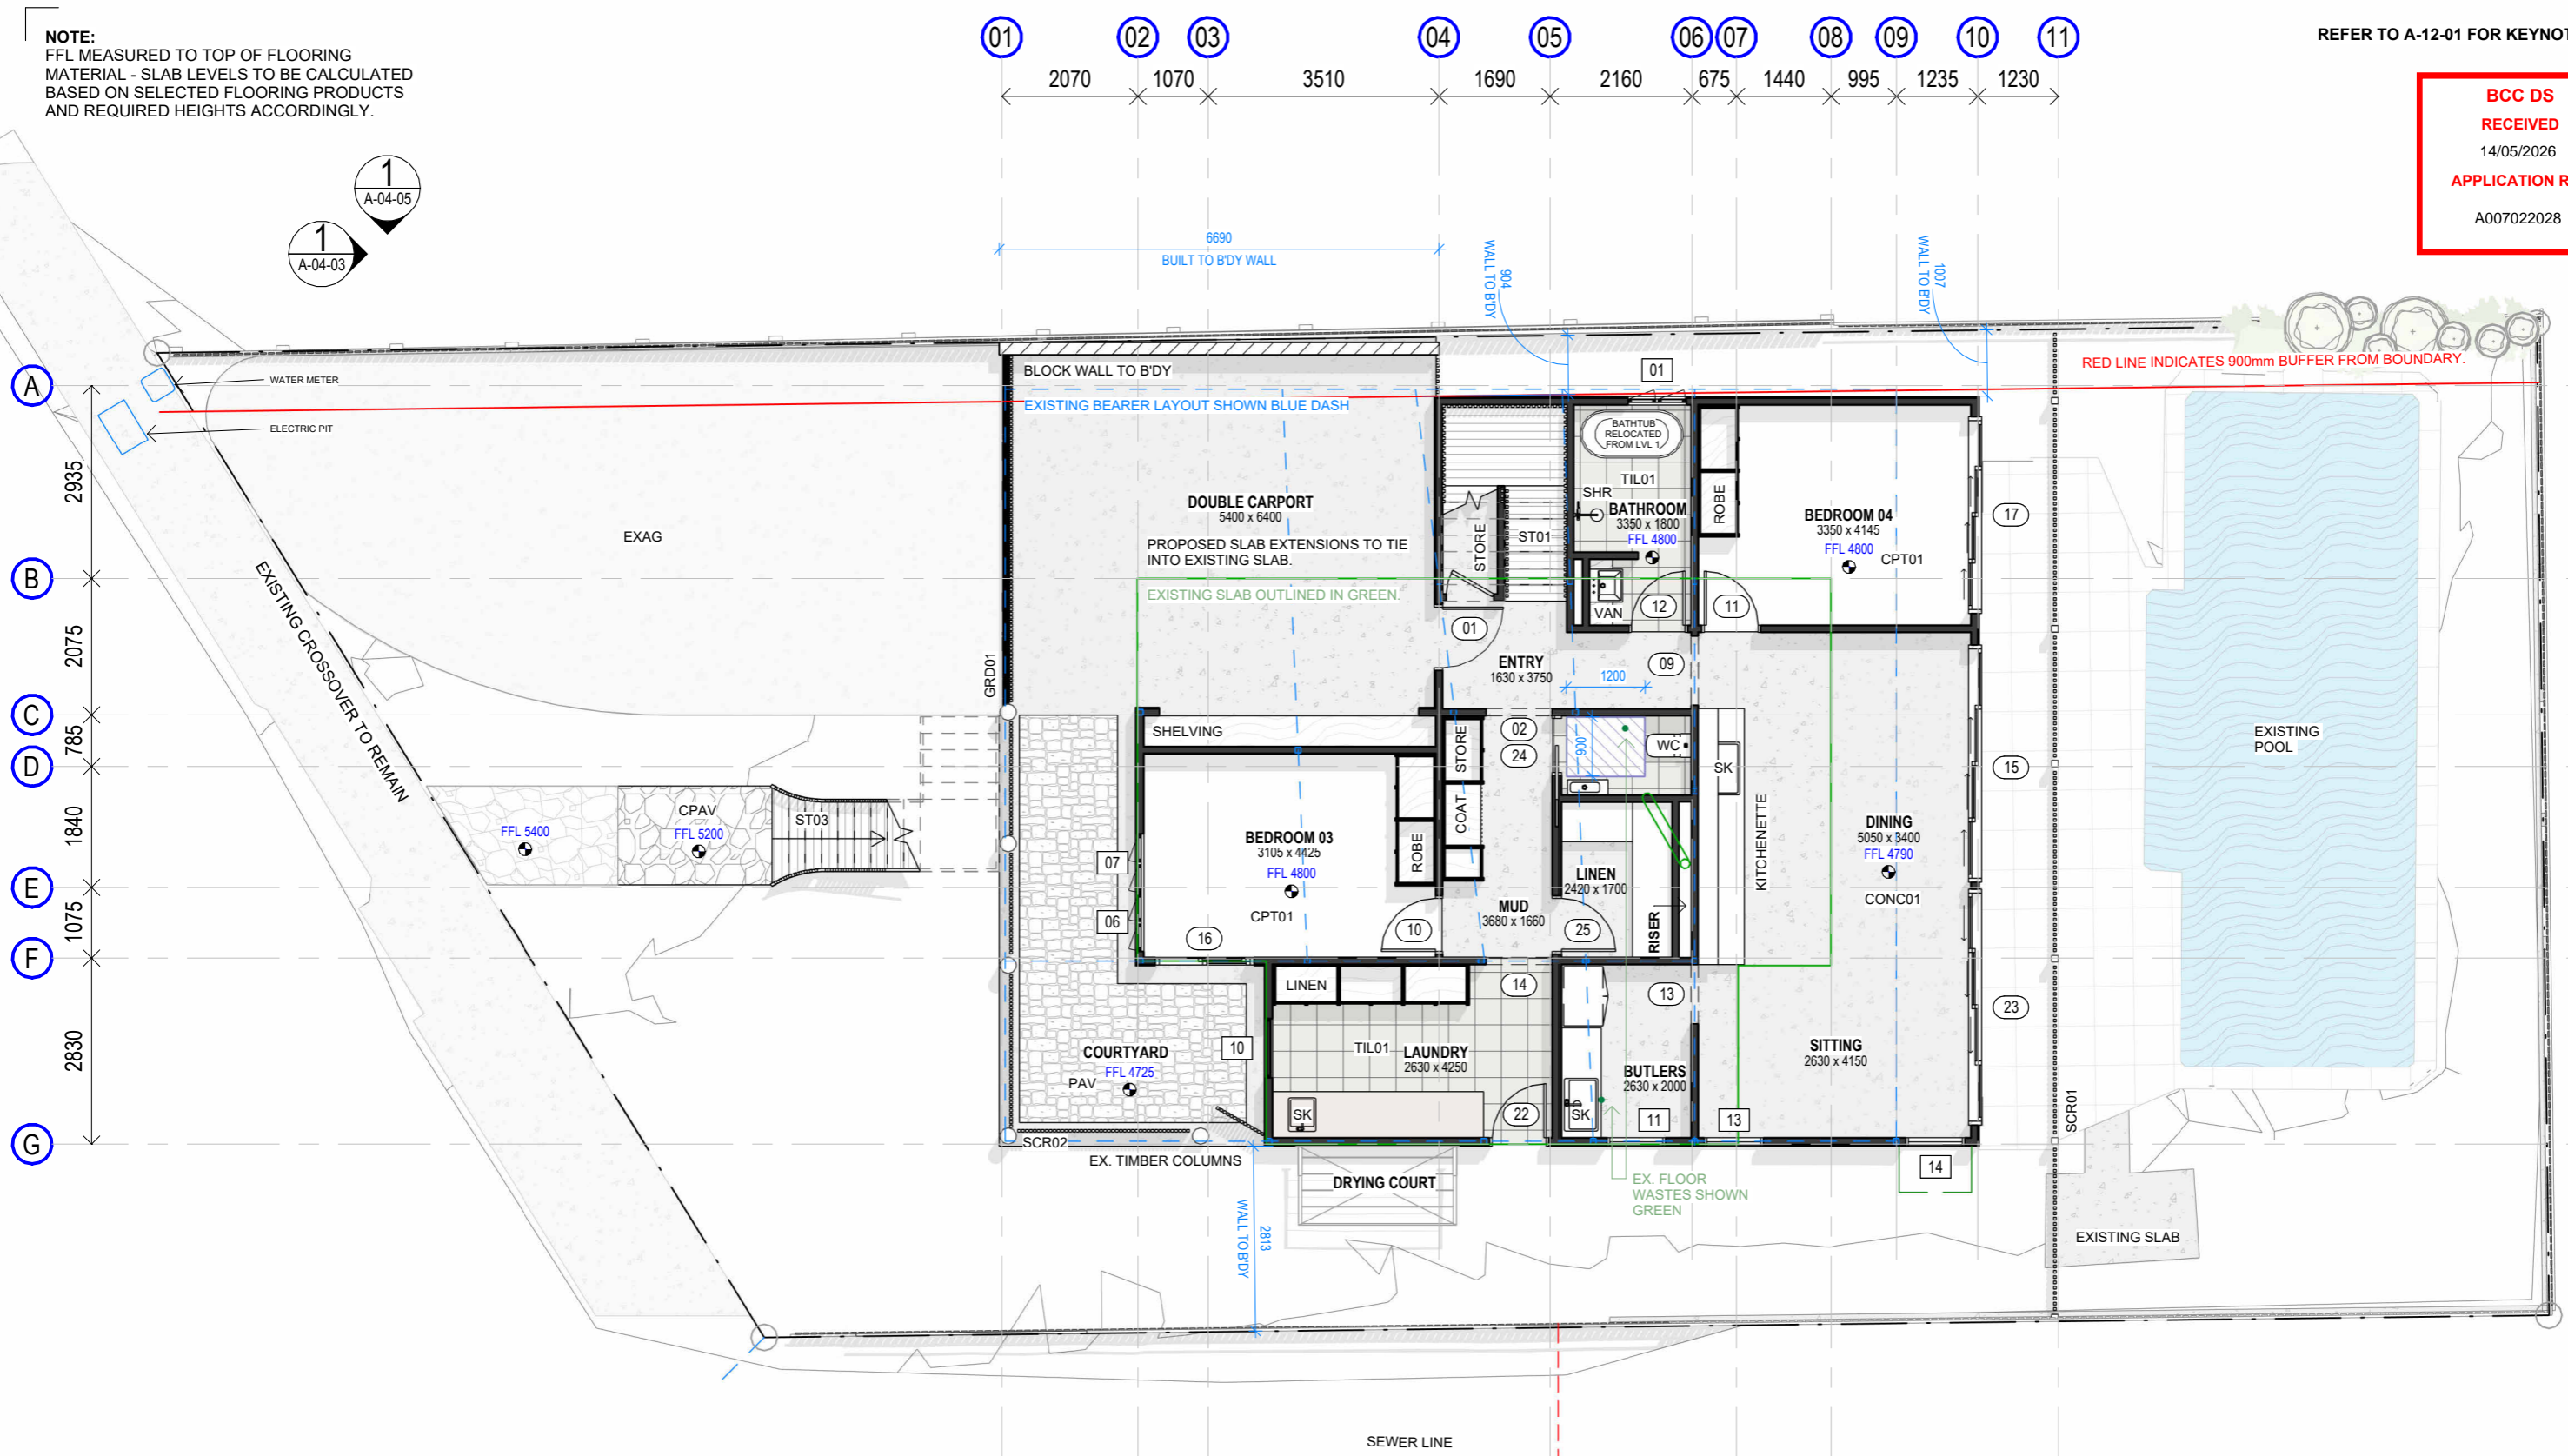 NOTE:
FFL MEASURED TO TOP OF FLOORING
MATERIAL - SLAB LEVELS TO BE CALCULATED
BASED ON SELECTED FLOORING PRODUCTS
AND REQUIRED HEIGHTS ACCORDINGLY.
01 02 03 04 05 06 07 08 09 10 11
2070 1070 3510 1690 2160 675 1440 995 1235 1230
REFER TO A-12-01 FOR KEYNOT
BCC DS
RECEIVED
14/05/2026
APPLICATION R
A007022028
1
A-04-05
1
A-04-03
6690
BUILT TO B'DY WALL
904
WALL TO B'DY
1007
WALL TO B'DY
RED LINE INDICATES 900mm BUFFER FROM BOUNDARY.
A
B
C
D
E
F
G
2935
2075
785
1840
1075
2830
WATER METER
ELECTRIC PIT
EXAG
EXISTING CROSSOVER TO REMAIN
BLOCK WALL TO B'DY
EXISTING BEARER LAYOUT SHOWN BLUE DASH
DOUBLE CARPORT
5400 x 6400
PROPOSED SLAB EXTENSIONS TO TIE
INTO EXISTING SLAB.
EXISTING SLAB OUTLINED IN GREEN.
GRD01
SHELVING
01
BATHTUB
RELOCATED
FROM LVL 1
TIL01
SHR
BATHROOM
3350 x 1800
FFL 4800
VAN
12
STORE
ST01
ROBE
BEDROOM 04
3350 x 4145
FFL 4800
CPT01
11
17
01
ENTRY
1630 x 3750
09
1200
900
02
24
WC
STORE
COAT
SK
KITCHENETTE
DINING
5050 x 3400
FFL 4790
CONC01
15
EXISTING
POOL
FFL 5400
CPAV
FFL 5200
ST03
07
06
BEDROOM 03
3105 x 4425
FFL 4800
CPT01
ROBE
16
10
MUD
3680 x 1660
LINEN
2420 x 1700
25
RISER
LINEN
14
13
23
COURTYARD
FFL 4725
PAV
10
TIL01
LAUNDRY
2630 x 4250
SK
22
BUTLERS
2630 x 2000
SK
11
13
SITTING
2630 x 4150
14
SCR01
SCR02
EX. TIMBER COLUMNS
DRYING COURT
2813
WALL TO B'DY
EX. FLOOR
WASTES SHOWN
GREEN
EXISTING SLAB
SEWER LINE